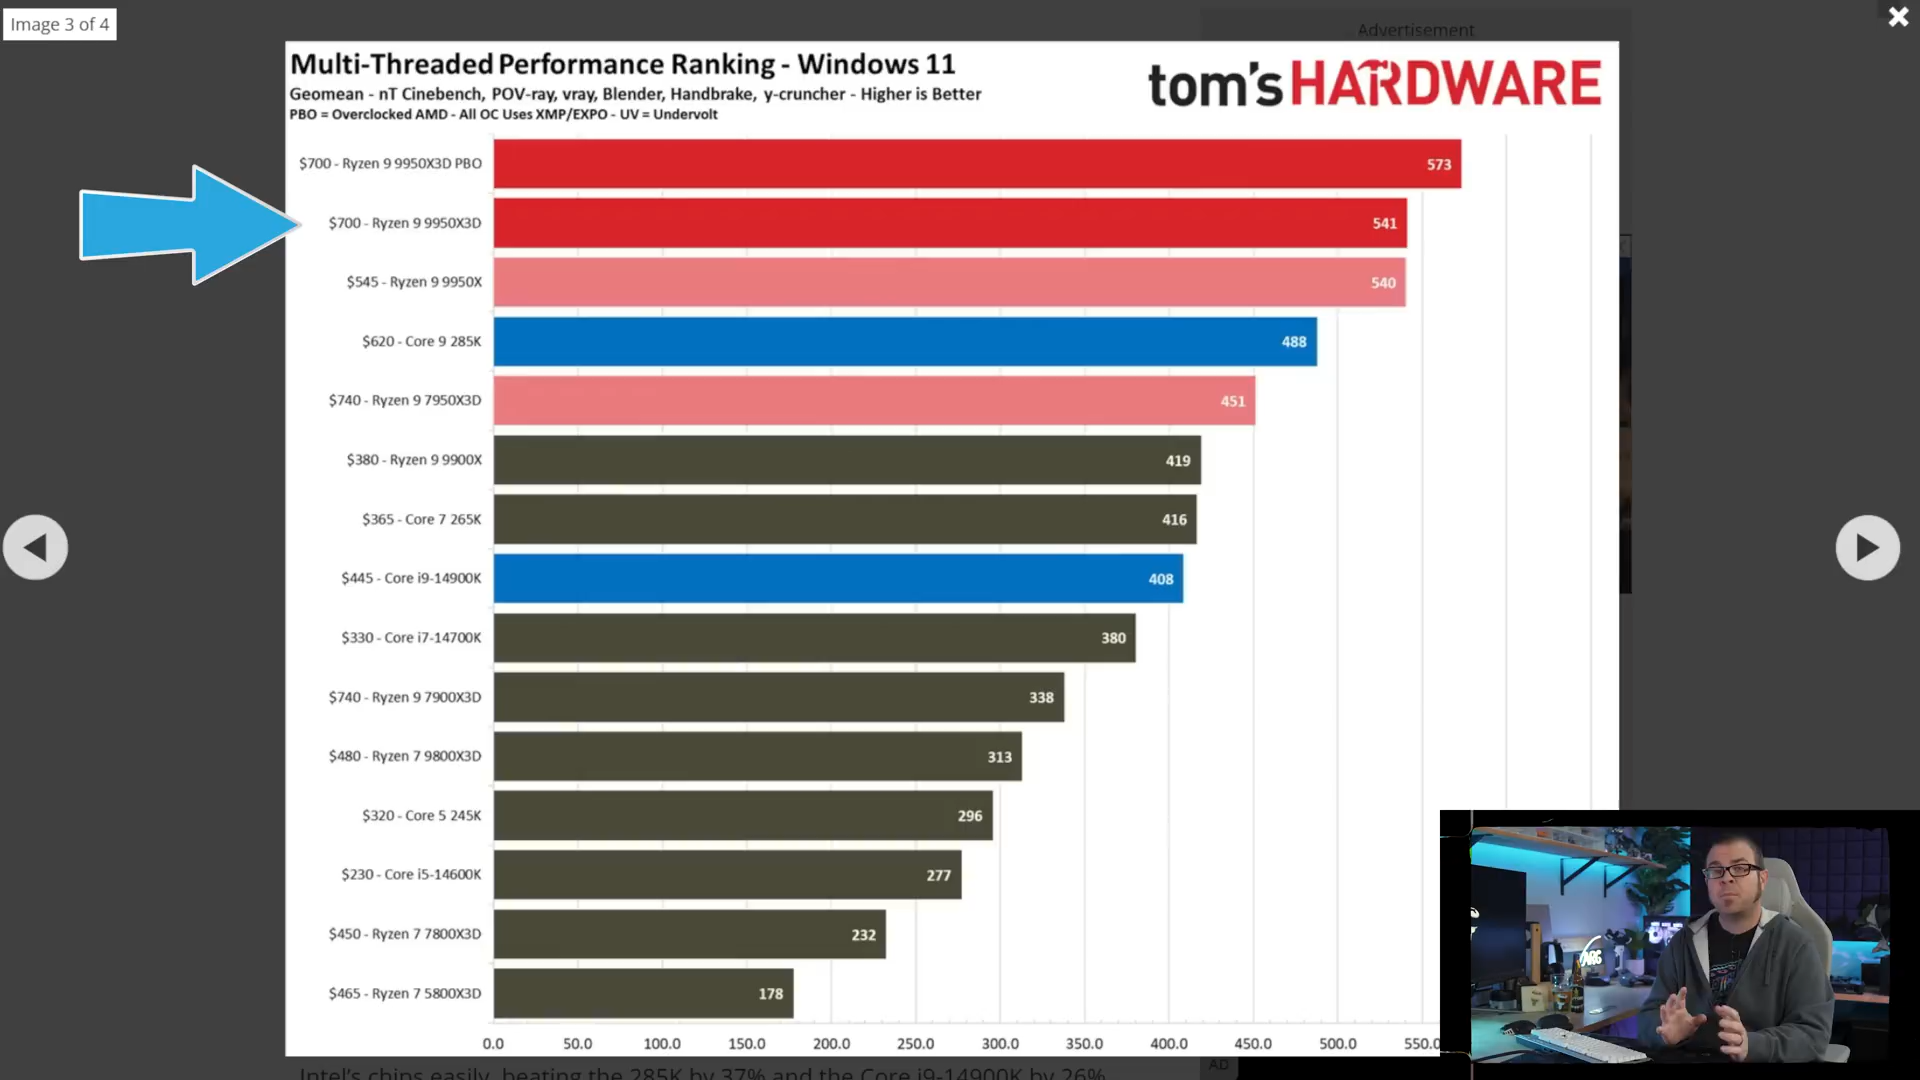 Image 3 of 4
Advertisement
Multi-Threaded Performance Ranking - Windows 11
Geomean - nT Cinebench, POV-ray, vray, Blender, Handbrake, y-cruncher - Higher is Better
PBO = Overclocked AMD - All OC Uses XMP/EXPO - UV = Undervolt
tom's HARDWARE
$700 - Ryzen 9 9950X3D PBO 573
$700 - Ryzen 9 9950X3D 541
$545 - Ryzen 9 9950X 540
$620 - Core 9 285K 488
$740 - Ryzen 9 7950X3D 451
$380 - Ryzen 9 9900X 419
$365 - Core 7 265K 416
$445 - Core i9-14900K 408
$330 - Core i7-14700K 380
$740 - Ryzen 9 7900X3D 338
$480 - Ryzen 7 9800X3D 313
$320 - Core 5 245K 296
$230 - Core i5-14600K 277
$450 - Ryzen 7 7800X3D 232
$465 - Ryzen 7 5800X3D 178
0.0 50.0 100.0 150.0 200.0 250.0 300.0 350.0 400.0 450.0 500.0 550.0
Intel's chips easily, beating the 285K by 37% and the Core i9-14900K by 26%
AD